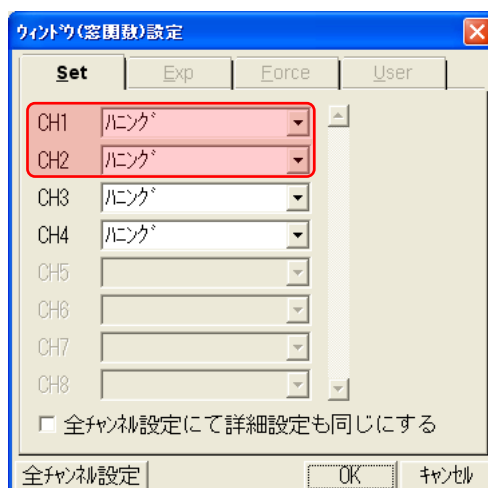 ｳｨﾝﾄﾞｳ(窓関数)設定
Set Exp Force User
CH1 ﾊﾆﾝｸﾞ
CH2 ﾊﾆﾝｸﾞ
CH3 ﾊﾆﾝｸﾞ
CH4 ﾊﾆﾝｸﾞ
CH5
CH6
CH7
CH8
全ﾁｬﾝﾈﾙ設定にて詳細設定も同じにする
全ﾁｬﾝﾈﾙ設定 OK ｷｬﾝｾﾙ